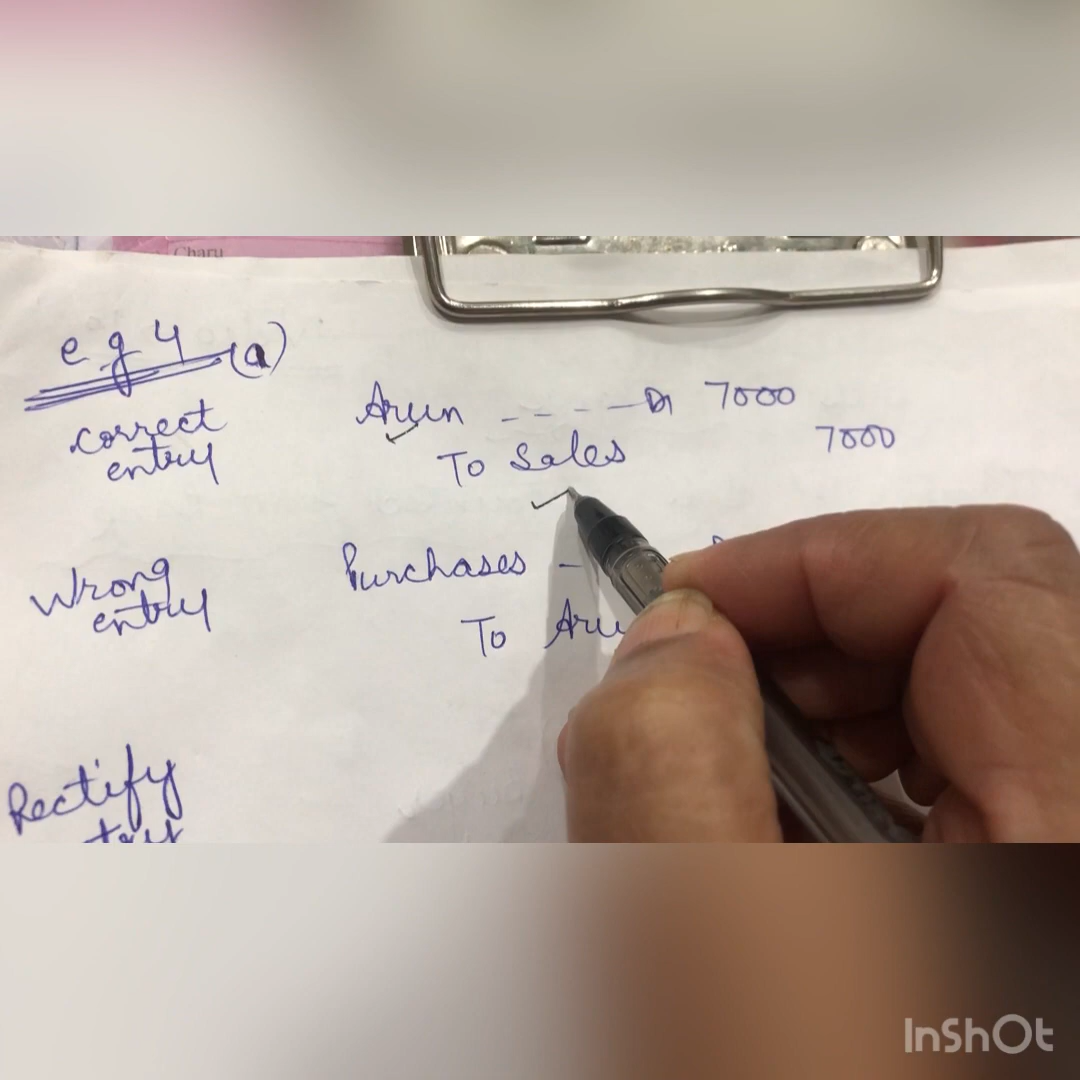 Charu
e g 4 (a)
correct
entry
Arun - - - - Dr 7000
To Sales 7000
Wrong
entry
Purchases -
To Aru
Rectify
InShOt